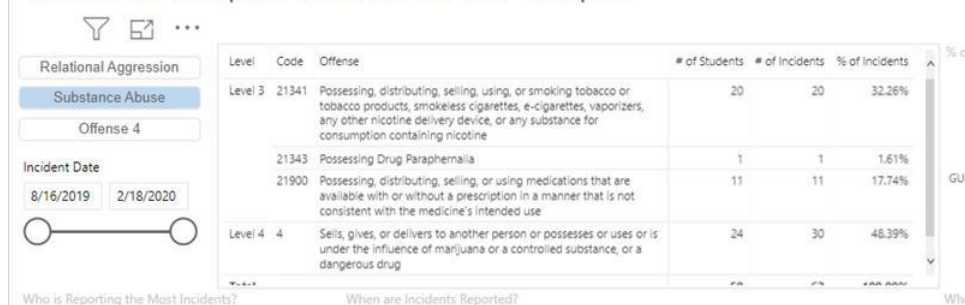 Relational Aggression
Substance Abuse
Offense 4
Incident Date
8/16/2019 2/18/2020
Level Code Offense # of Students # of Incidents % of Incidents
Level 3 21341 Possessing, distributing, selling, using, or smoking tobacco or 20 20 32.26%
tobacco products, smokeless cigarettes, e-cigarettes, vaporizers,
any other nicotine delivery device, or any substance for
consumption containing nicotine
21343 Possessing Drug Paraphernalia 1 1 1.61%
21900 Possessing, distributing, selling, or using medications that are 11 11 17.74%
available with or without a prescription in a manner that is not
consistent with the medicine's intended use
Level 4 4 Sells, gives, or delivers to another person or possesses or uses or is 24 30 48.39%
under the influence of marijuana or a controlled substance, or a
dangerous drug
Total
Who is Reporting the Most Incidents? When are Incidents Reported?